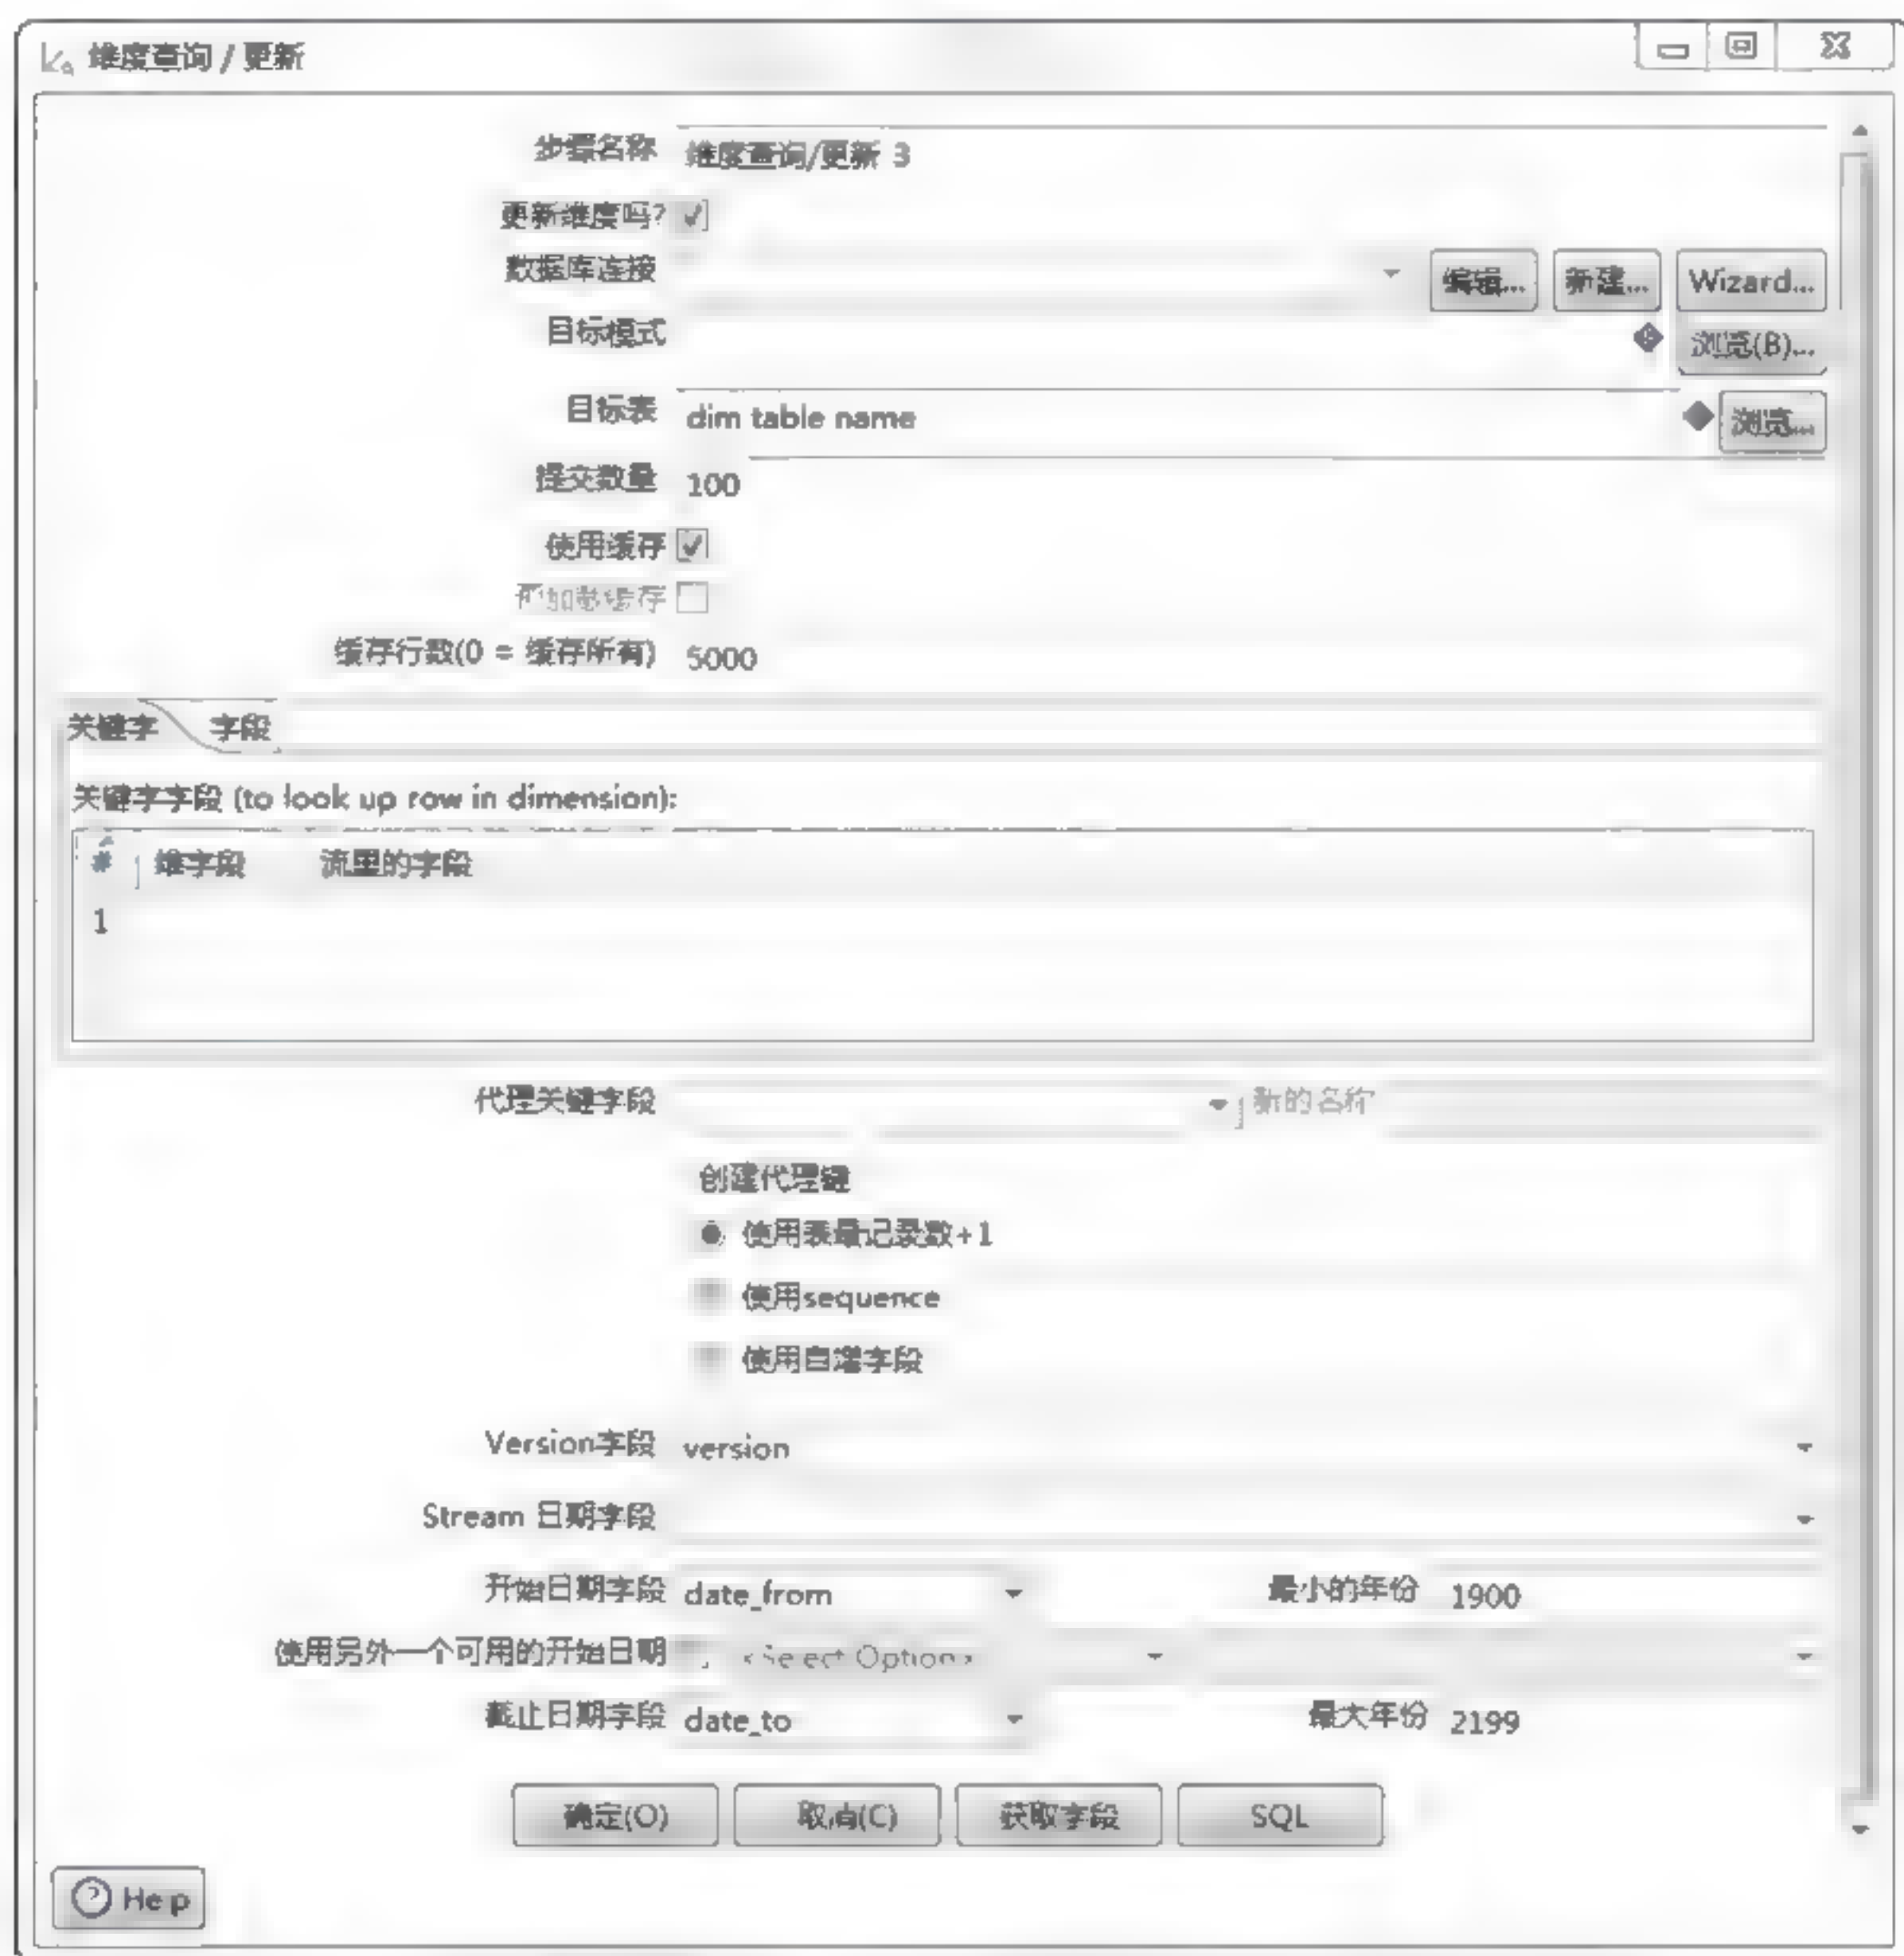 维度查询 / 更新
步骤名称 维度查询/更新 3
更新维度吗?
数据库连接 编辑... 新建... Wizard...
目标模式 浏览(B)...
目标表 dim table name 浏览...
提交数量 100
使用缓存
预加载缓存
缓存行数(0 = 缓存所有) 5000
关键字 字段
关键字字段 (to look up row in dimension):
# 维字段 流里的字段
1
代理关键字段 新的名称
创建代理键
使用表最记录数+1
使用sequence
使用自增字段
Version字段 version
Stream 日期字段
开始日期字段 date_from 最小的年份 1900
使用另外一个可用的开始日期 <Select Option>
截止日期字段 date_to 最大年份 2199
确定(O) 取消(C) 获取字段 SQL
Help